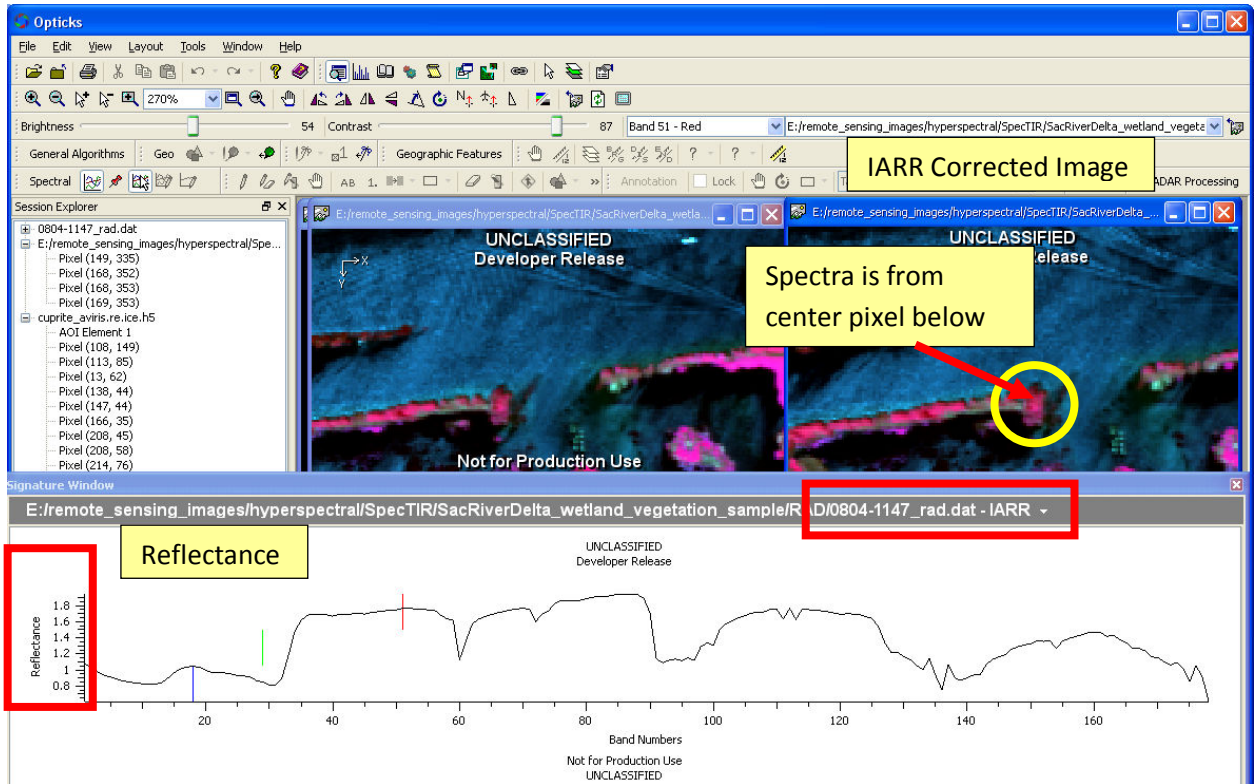 Opticks
File Edit View Layout Tools Window Help
270%
Brightness 54 Contrast 87 Band 51 - Red E:/remote_sensing_images/hyperspectral/SpecTIR/SacRiverDelta_wetland_vegeta
General Algorithms Geo Geographic Features
IARR Corrected Image
Spectral AB 1. Annotation Lock ADAR Processing
Session Explorer
0804-1147_rad.dat
E:/remote_sensing_images/hyperspectral/Spe...
Pixel (149, 335)
Pixel (168, 352)
Pixel (168, 353)
Pixel (169, 353)
cuprite_aviris.re.ice.h5
AOI Element 1
Pixel (108, 149)
Pixel (113, 85)
Pixel (13, 62)
Pixel (138, 44)
Pixel (147, 44)
Pixel (166, 35)
Pixel (208, 45)
Pixel (208, 58)
Pixel (214, 76)
E:/remote_sensing_images/hyperspectral/SpecTIR/SacRiverDelta_wetla...
UNCLASSIFIED
Developer Release
X
Y
Not for Production Use
E:/remote_sensing_images/hyperspectral/SpecTIR/SacRiverDelta_...
UNCLASSIFIED
elease
Spectra is from
center pixel below
Signature Window
E:/remote_sensing_images/hyperspectral/SpecTIR/SacRiverDelta_wetland_vegetation_sample/RAD/0804-1147_rad.dat - IARR
Reflectance
UNCLASSIFIED
Developer Release
Reflectance
1.8
1.6
1.4
1.2
1
0.8
20 40 60 80 100 120 140 160
Band Numbers
Not for Production Use
UNCLASSIFIED